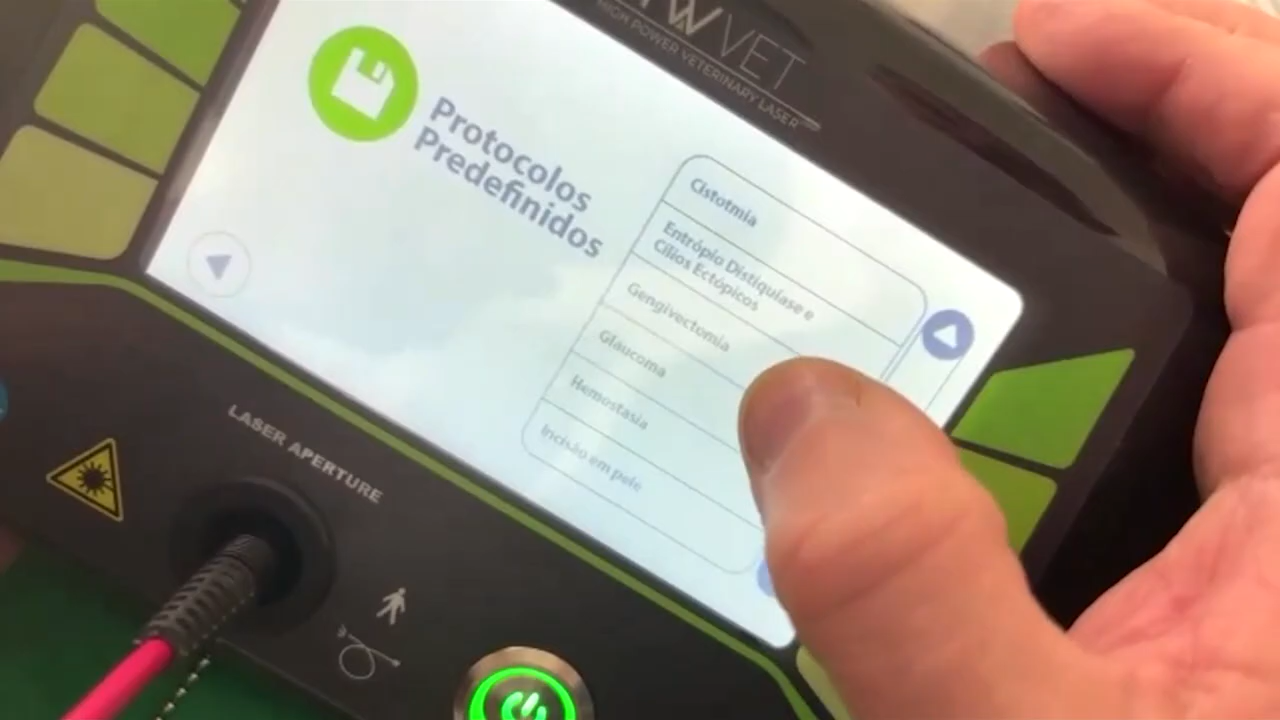 VET
HIGH POWER VETERINARY LASER
Protocolos
Predefinidos
Cistotmia
Entrópio Distiquíase e
Cílios Ectópicos
Gengivectomia
Glaucoma
Hemostasia
Incisão em pele
LASER APERTURE